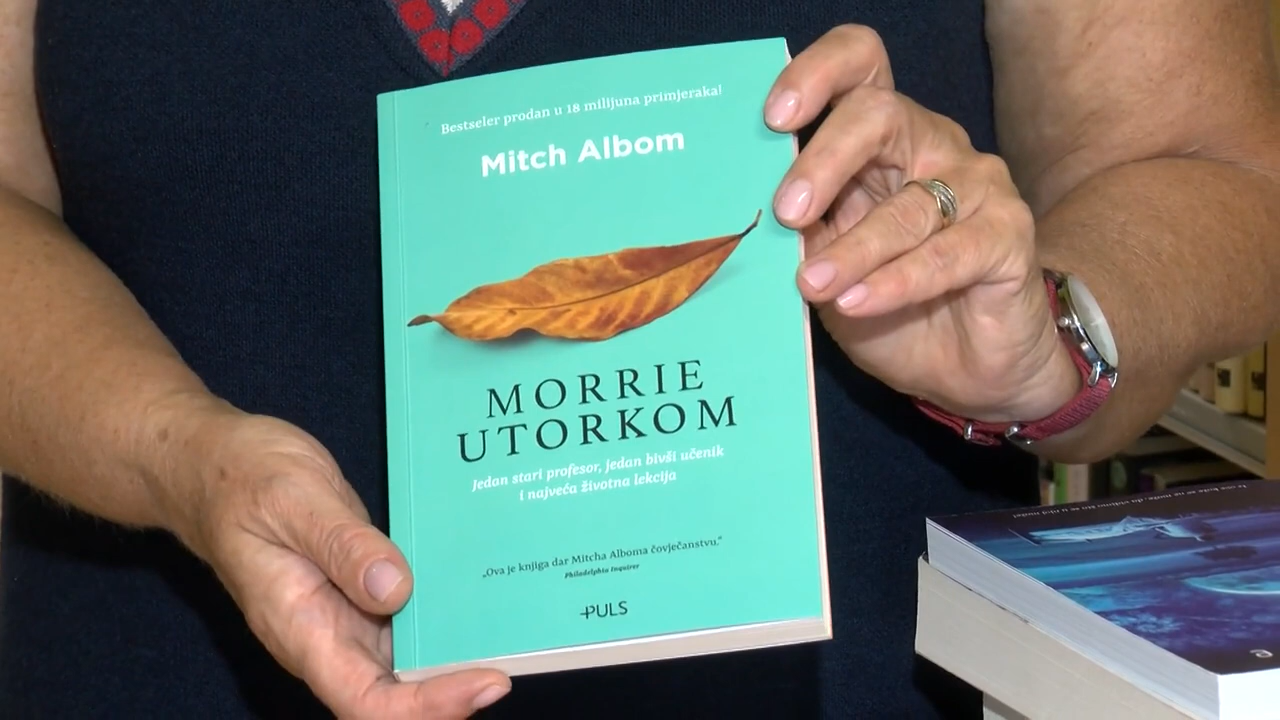 Bestseler prodan u 18 milijuna primjeraka!
Mitch Albom
MORRIE
UTORKOM
Jedan stari profesor, jedan bivši učenik
i najveća životna lekcija
„Ova je knjiga dar Mitcha Alboma čovječanstvu.“
Philadelphia Inquirer
+PULS